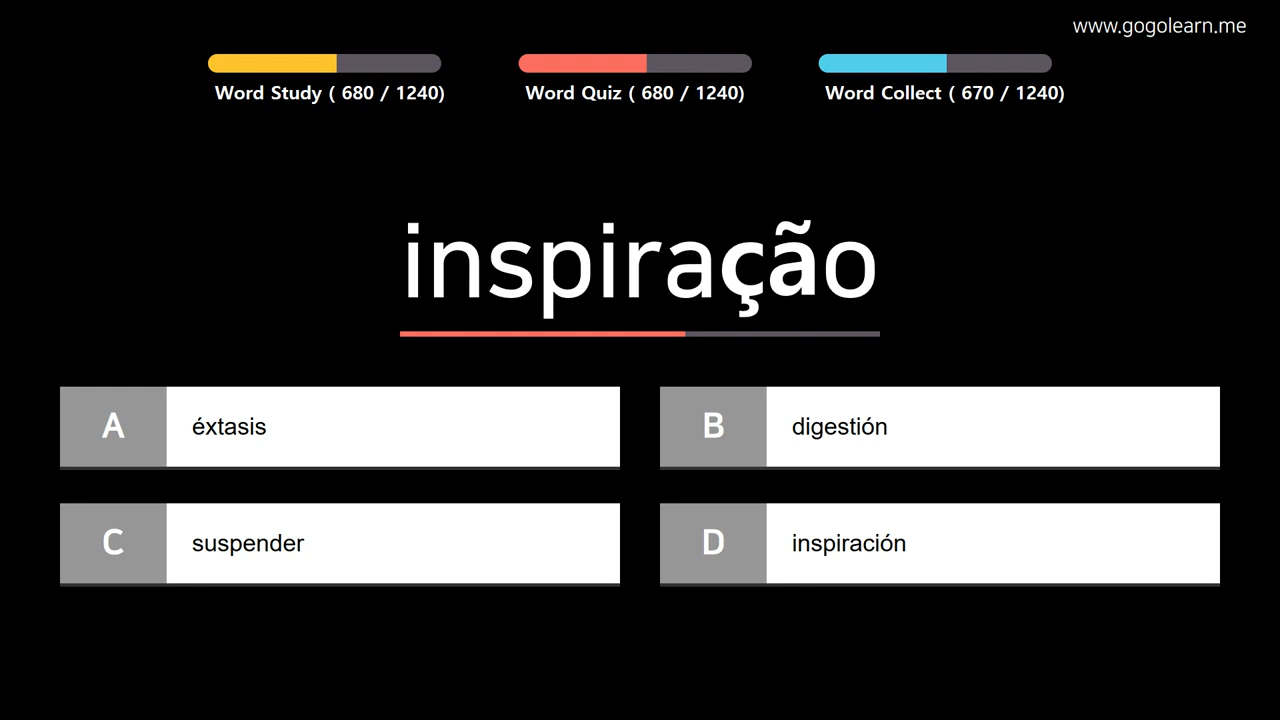 www.gogolearn.me
Word Study ( 680 / 1240)
Word Quiz ( 680 / 1240)
Word Collect ( 670 / 1240)
inspiração
A
éxtasis
B
digestión
C
suspender
D
inspiración